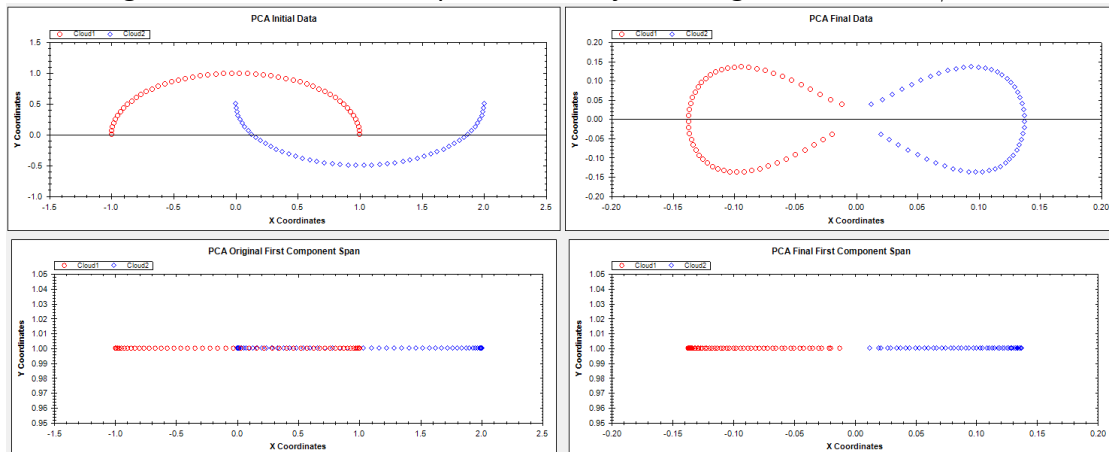 PCA Initial Data
Cloud1 Cloud2
Y Coordinates
1.5
1.0
0.5
0.0
-0.5
-1.0
-1.5 -1.0 -0.5 0.0 0.5 1.0 1.5 2.0 2.5
X Coordinates
PCA Final Data
Cloud1 Cloud2
Y Coordinates
0.20
0.15
0.10
0.05
0.00
-0.05
-0.10
-0.15
-0.20
-0.20 -0.15 -0.10 -0.05 0.00 0.05 0.10 0.15 0.20
X Coordinates
PCA Original First Component Span
Cloud1 Cloud2
Y Coordinates
1.05
1.04
1.03
1.02
1.01
1.00
0.99
0.98
0.97
0.96
0.95
-1.5 -1.0 -0.5 0.0 0.5 1.0 1.5 2.0 2.5
X Coordinates
PCA Final First Component Span
Cloud1 Cloud2
Y Coordinates
1.05
1.04
1.03
1.02
1.01
1.00
0.99
0.98
0.97
0.96
0.95
-0.20 -0.15 -0.10 -0.05 0.00 0.05 0.10 0.15 0.20
X Coordinates